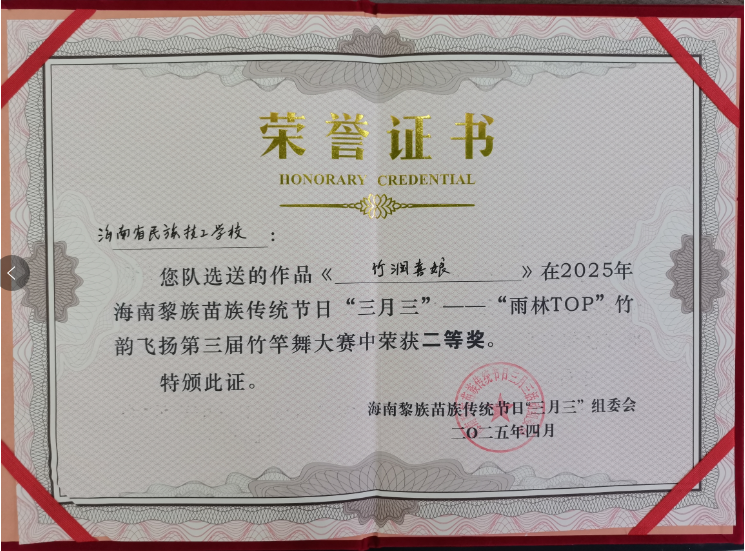 荣誉证书
HONORARY CREDENTIAL
海南省民族技工学校：
您队选送的作品《竹润喜娘》在2025年
海南黎族苗族传统节日“三月三”——“雨林TOP”竹
韵飞扬第三届竹竿舞大赛中荣获二等奖。
特颁此证。
海南黎族苗族传统节日“三月三”组委会
二〇二五年四月